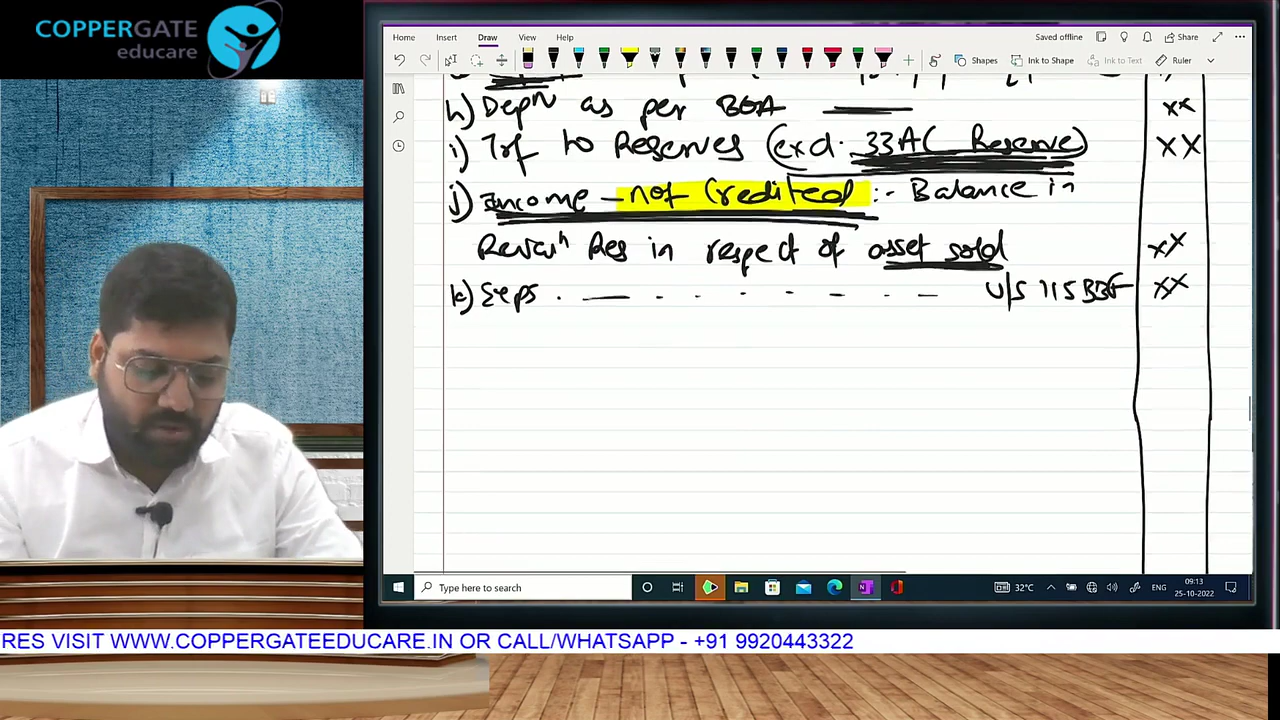 COPPERGATE
educare
Home Insert Draw View Help
Saved offline
Share
Shapes
Ink to Shape
Ink to Text
Ruler
h) Depn as per BOA xx
i) Trf to Reserves (excl. 33AC Reserve) xx
j) Income - not Credited :- Balance in
Revaln Res in respect of asset sold xx
k) Exps . — . . . - . - U/S 115BBF xx
Type here to search
32°C
ENG
09:13
25-10-2022
RES VISIT WWW.COPPERGATEEDUCARE.IN OR CALL/WHATSAPP - +91 9920443322